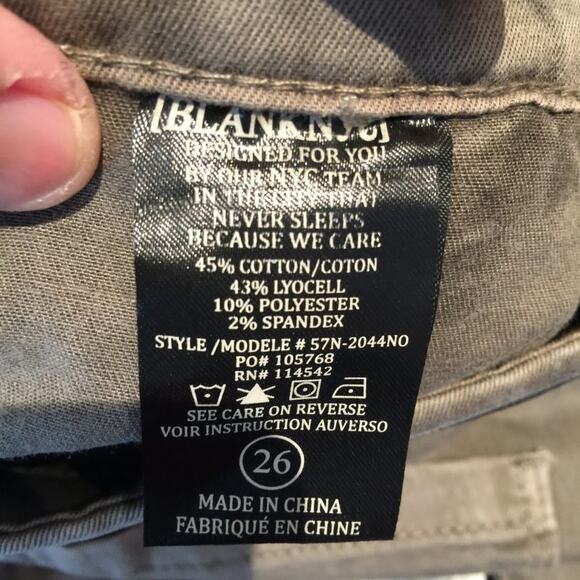 [BLANKNYC]
DESIGNED FOR YOU
BY OUR NYC TEAM
IN THE CITY THAT
NEVER SLEEPS
BECAUSE WE CARE
45% COTTON/COTON
43% LYOCELL
10% POLYESTER
2% SPANDEX
STYLE /MODELE # 57N-2044NO
PO# 105768
RN# 114542
SEE CARE ON REVERSE
VOIR INSTRUCTION AUVERSO
26
MADE IN CHINA
FABRIQUÉ EN CHINE